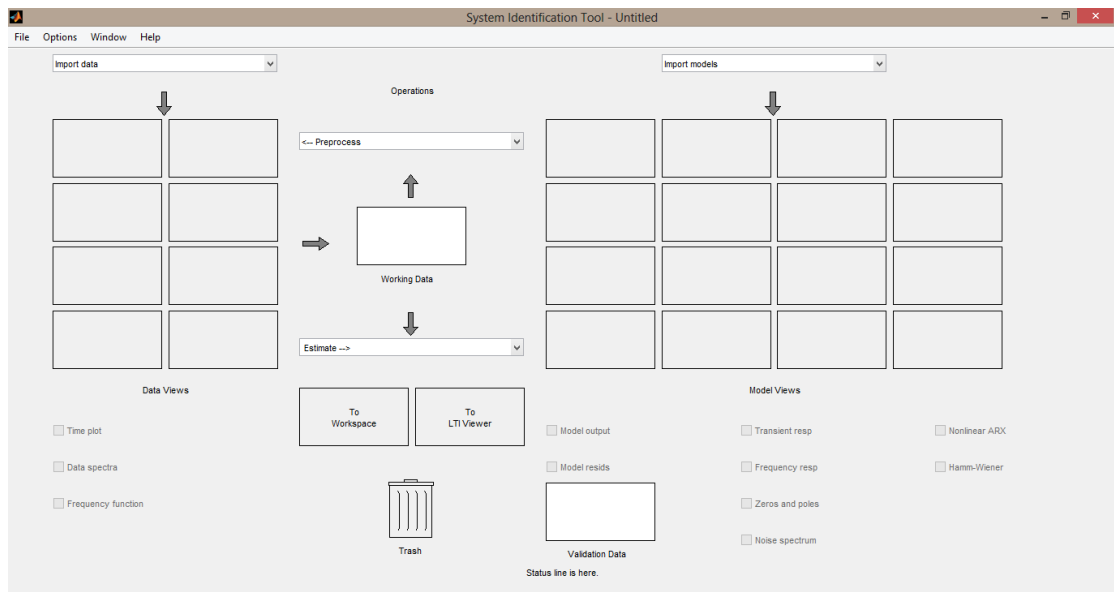 System Identification Tool - Untitled
File Options Window Help
Import data
Import models
Operations
<-- Preprocess
Working Data
Estimate -->
Data Views
Model Views
To
Workspace
To
LTI Viewer
Time plot
Data spectra
Frequency function
Model output
Transient resp
Nonlinear ARX
Model resids
Frequency resp
Hamm-Wiener
Zeros and poles
Noise spectrum
Trash
Validation Data
Status line is here.